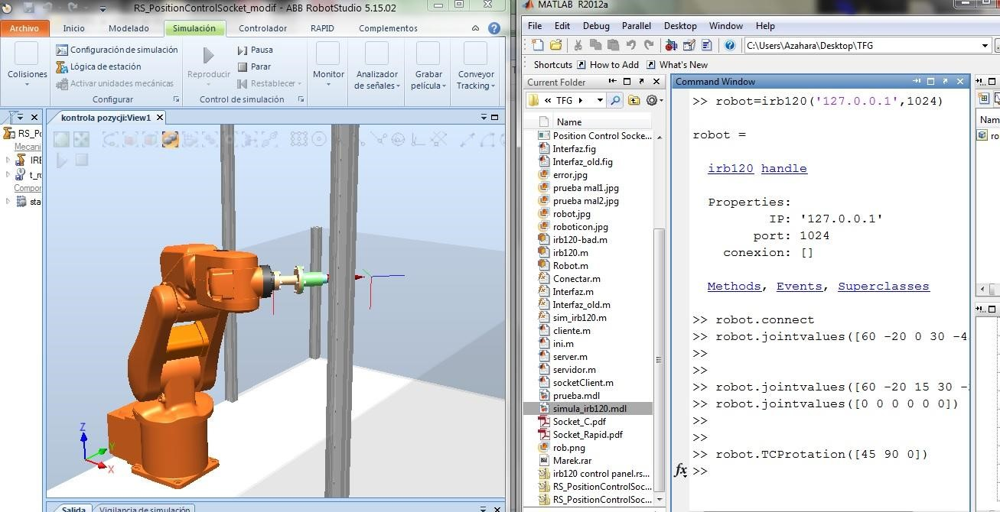 RS_PositionControlSocket_modif - ABB RobotStudio 5.15.02
Archivo Inicio Modelado Simulación Controlador RAPID Complementos
Colisiones
Configuración de simulación
Lógica de estación
Activar unidades mecánicas
Configurar
Reproducir
Pausa
Parar
Restablecer
Control de simulación
Monitor
Analizador de señales
Grabar película
Conveyor Tracking
kontrola pozycji:View1
RS_Po
Mecani
IRE
t_ro
Compor
sta
Z
Y
X
Salida Vigilancia de simulación
MATLAB R2012a
File Edit Debug Parallel Desktop Window Help
C:\Users\Azahara\Desktop\TFG
Shortcuts How to Add What's New
Current Folder
« TFG
Name
Position Control Socke...
Interfaz.fig
Interfaz_old.fig
error.jpg
prueba mal1.jpg
prueba mal2.jpg
robot.jpg
roboticon.jpg
irb120-bad.m
irb120.m
Robot.m
Conectar.m
Interfaz.m
Interfaz_old.m
sim_irb120.m
cliente.m
ini.m
server.m
servidor.m
socketClient.m
prueba.mdl
simula_irb120.mdl
Socket_C.pdf
Socket_Rapid.pdf
rob.png
Marek.rar
irb120 control panel.rs...
RS_PositionControlSoc...
RS_PositionControlSoc...
Command Window
>> robot=irb120('127.0.0.1',1024)
robot =
irb120 handle
Properties:
IP: '127.0.0.1'
port: 1024
conexion: []
Methods, Events, Superclasses
>> robot.connect
>> robot.jointvalues([60 -20 0 30 -4
>>
>>
>> robot.jointvalues([60 -20 15 30 -
>> robot.jointvalues([0 0 0 0 0 0])
>>
>>
>> robot.TCProtation([45 90 0])
fx >>
Nam
ro